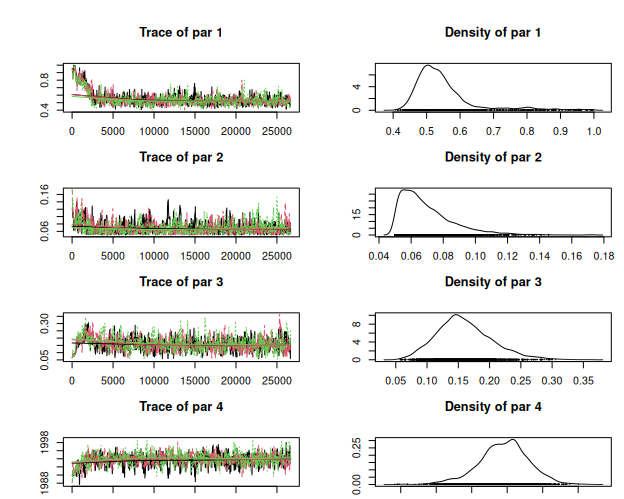 Trace of par 1
Density of par 1
0.4 0.8
0 5000 10000 15000 20000 25000
0 4
0.4 0.5 0.6 0.7 0.8 0.9 1.0
Trace of par 2
Density of par 2
0.06 0.16
0 5000 10000 15000 20000 25000
0 15
0.04 0.06 0.08 0.10 0.12 0.14 0.16 0.18
Trace of par 3
Density of par 3
0.05 0.30
0 5000 10000 15000 20000 25000
0 4 8
0.05 0.10 0.15 0.20 0.25 0.30 0.35
Trace of par 4
Density of par 4
1988 1998
0.00 0.25